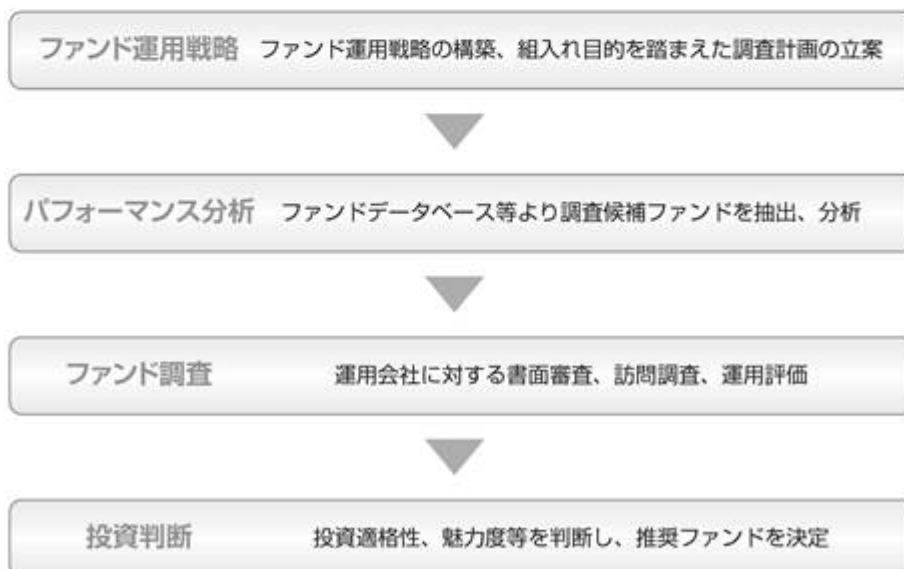 ファンド運用戦略 ファンド運用戦略の構築、組入れ目的を踏まえた調査計画の立案
パフォーマンス分析 ファンドデータベース等より調査候補ファンドを抽出、分析
ファンド調査 運用会社に対する書面審査、訪問調査、運用評価
投資判断 投資適格性、魅力度等を判断し、推奨ファンドを決定